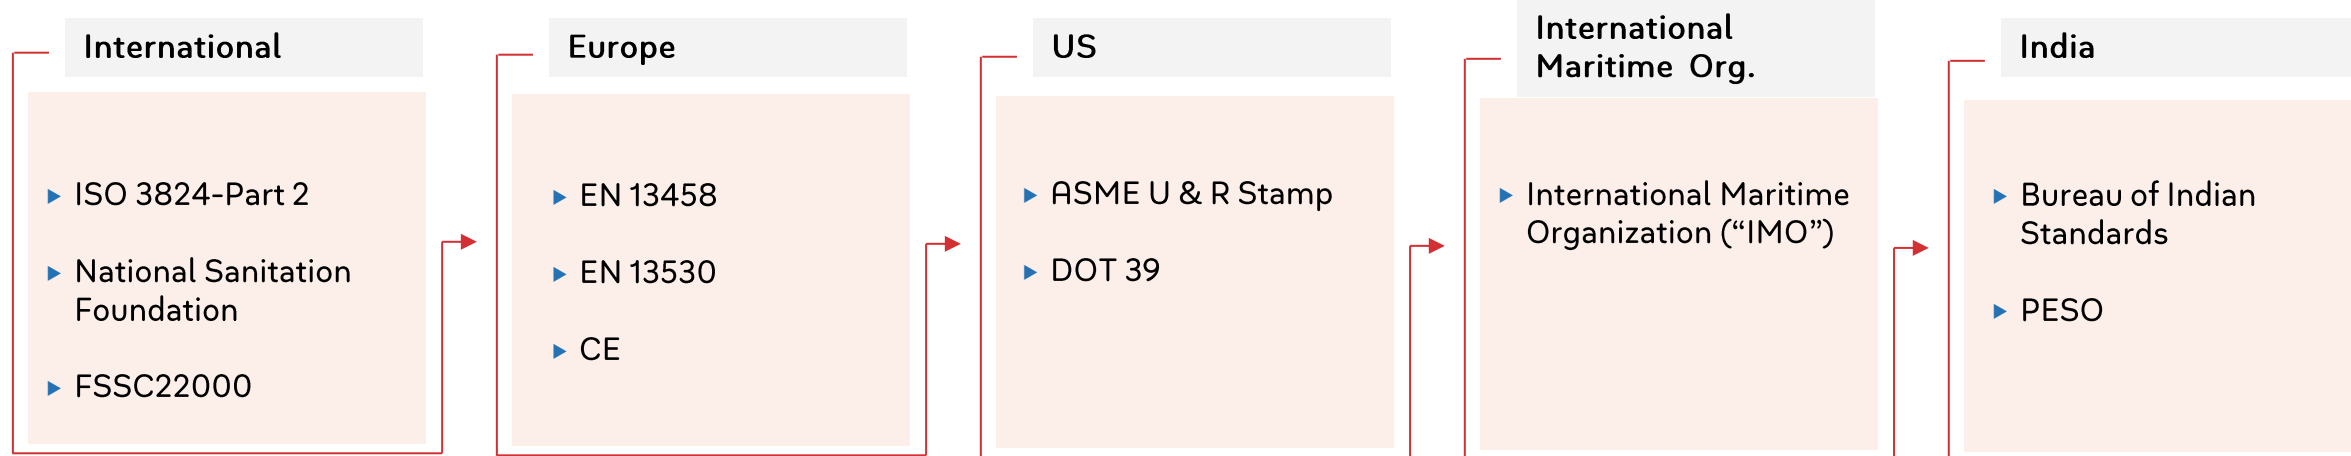 International
ISO 3824-Part 2
National Sanitation
Foundation
FSSC22000
Europe
EN 13458
EN 13530
CE
US
ASME U & R Stamp
DOT 39
International
Maritime Org.
International Maritime
Organization (“IMO”)
India
Bureau of Indian
Standards
PESO